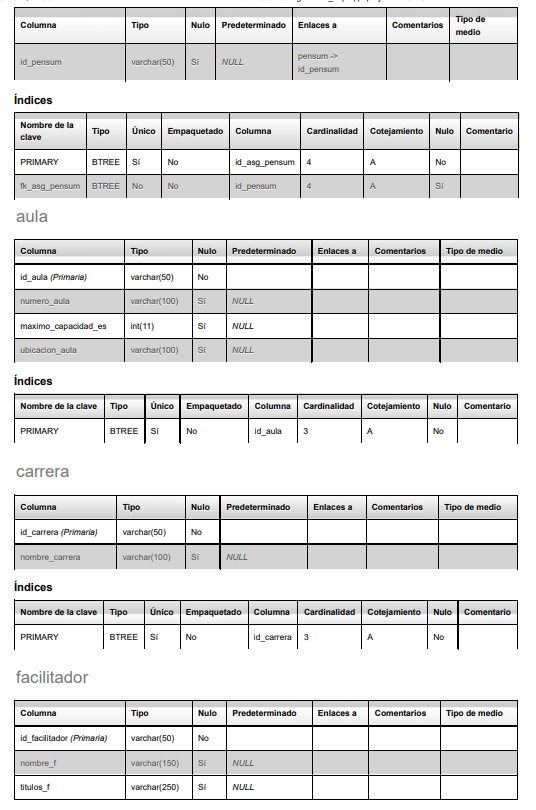 Columna Tipo Nulo Predeterminado Enlaces a Comentarios Tipo de medio
id_pensum varchar(50) Sí NULL pensum -> id_pensum
Índices
Nombre de la clave Tipo Único Empaquetado Columna Cardinalidad Cotejamiento Nulo Comentario
PRIMARY BTREE Sí No id_asg_pensum 4 A No
fk_asg_pensum BTREE No No id_pensum 4 A Sí
aula
Columna Tipo Nulo Predeterminado Enlaces a Comentarios Tipo de medio
id_aula (Primaria) varchar(50) No
numero_aula varchar(100) Sí NULL
maximo_capacidad_es int(11) Sí NULL
ubicacion_aula varchar(100) Sí NULL
Índices
Nombre de la clave Tipo Único Empaquetado Columna Cardinalidad Cotejamiento Nulo Comentario
PRIMARY BTREE Sí No id_aula 3 A No
carrera
Columna Tipo Nulo Predeterminado Enlaces a Comentarios Tipo de medio
id_carrera (Primaria) varchar(50) No
nombre_carrera varchar(100) Sí NULL
Índices
Nombre de la clave Tipo Único Empaquetado Columna Cardinalidad Cotejamiento Nulo Comentario
PRIMARY BTREE Sí No id_carrera 3 A No
facilitador
Columna Tipo Nulo Predeterminado Enlaces a Comentarios Tipo de medio
id_facilitador (Primaria) varchar(50) No
nombre_f varchar(150) Sí NULL
titulos_f varchar(250) Sí NULL